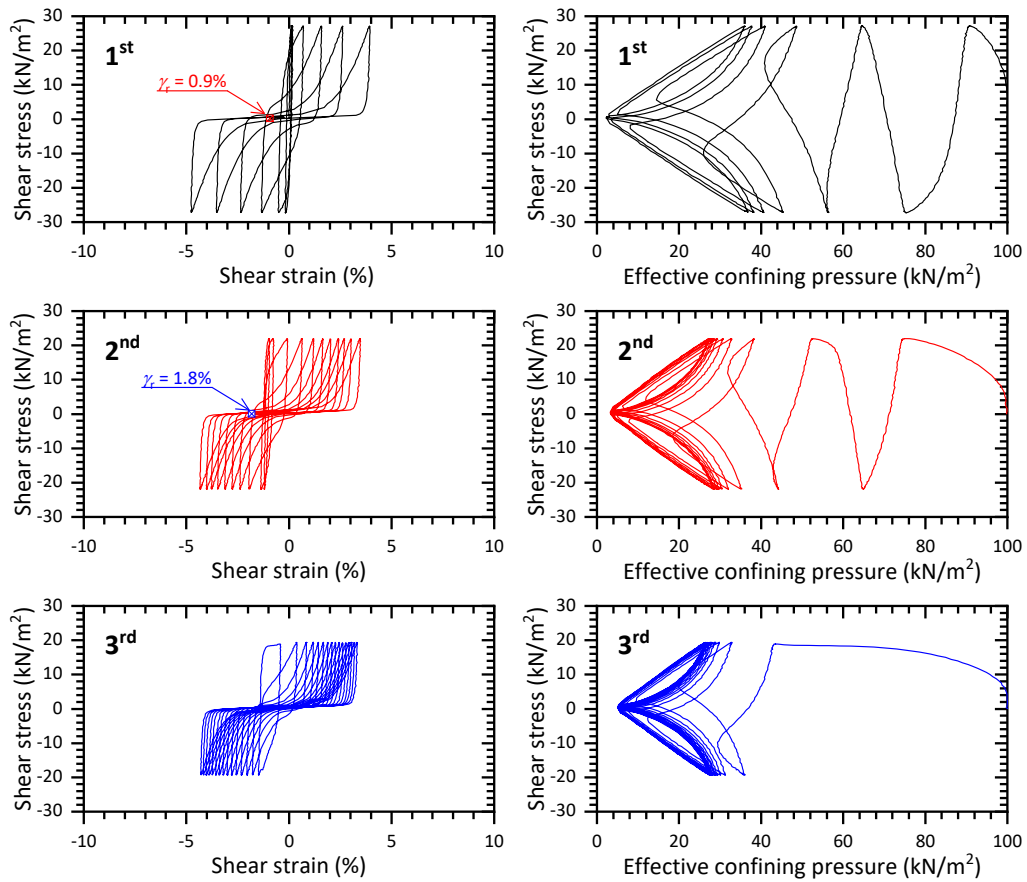 30
20
10
0
-10
-20
-30
Shear stress (kN/m²)
1st
γr = 0.9%
-10 -5 0 5 10
Shear strain (%)
30
20
10
0
-10
-20
-30
Shear stress (kN/m²)
1st
0 20 40 60 80 100
Effective confining pressure (kN/m²)
30
20
10
0
-10
-20
-30
Shear stress (kN/m²)
2nd
γr = 1.8%
-10 -5 0 5 10
Shear strain (%)
30
20
10
0
-10
-20
-30
Shear stress (kN/m²)
2nd
0 20 40 60 80 100
Effective confining pressure (kN/m²)
30
20
10
0
-10
-20
-30
Shear stress (kN/m²)
3rd
-10 -5 0 5 10
Shear strain (%)
30
20
10
0
-10
-20
-30
Shear stress (kN/m²)
3rd
0 20 40 60 80 100
Effective confining pressure (kN/m²)